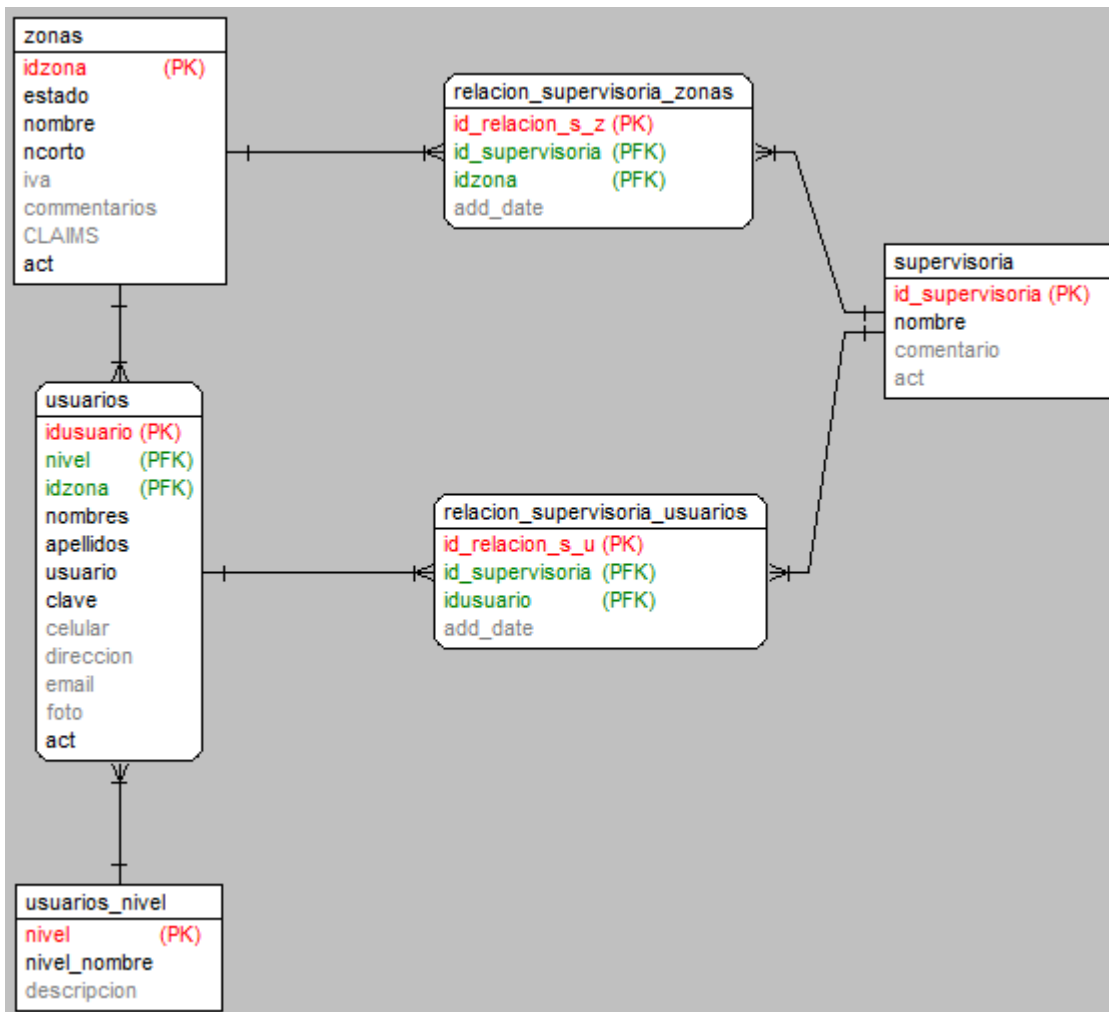 zonas
idzona (PK)
estado
nombre
ncorto
iva
commentarios
CLAIMS
act
relacion_supervisoria_zonas
id_relacion_s_z (PK)
id_supervisoria (PFK)
idzona (PFK)
add_date
supervisoria
id_supervisoria (PK)
nombre
comentario
act
usuarios
idusuario (PK)
nivel (PFK)
idzona (PFK)
nombres
apellidos
usuario
clave
celular
direccion
email
foto
act
relacion_supervisoria_usuarios
id_relacion_s_u (PK)
id_supervisoria (PFK)
idusuario (PFK)
add_date
usuarios_nivel
nivel (PK)
nivel_nombre
descripcion